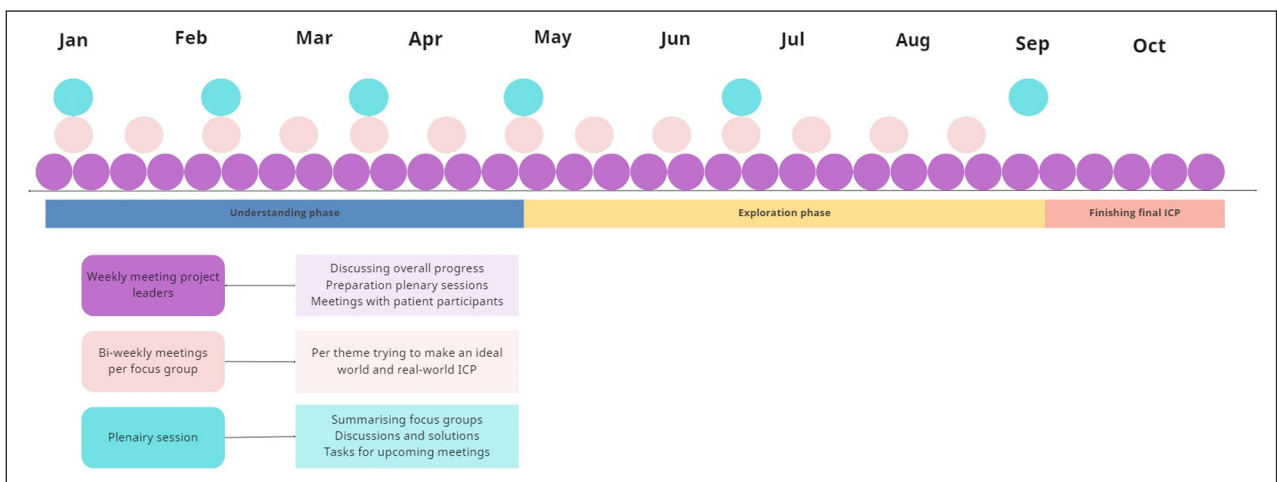 Jan Feb Mar Apr May Jun Jul Aug Sep Oct
Understanding phase Exploration phase Finishing final ICP
Weekly meeting project
leaders
Discussing overall progress
Preparation plenary sessions
Meetings with patient participants
Bi-weekly meetings
per focus group
Per theme trying to make an ideal
world and real-world ICP
Plenairy session
Summarising focus groups
Discussions and solutions
Tasks for upcoming meetings